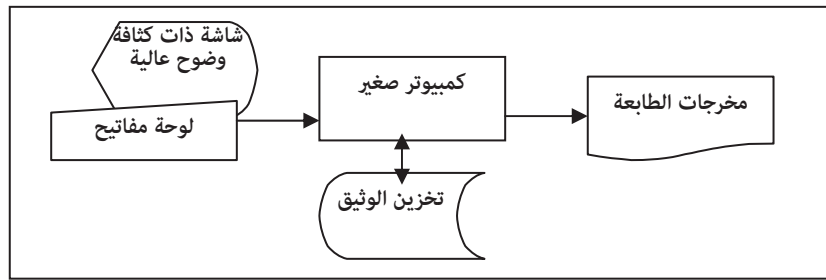 شاشة ذات كثافة
وضوح عالية
لوحة مفاتيح
كمبيوتر صغير
مخرجات الطابعة
تخزين الوثيق